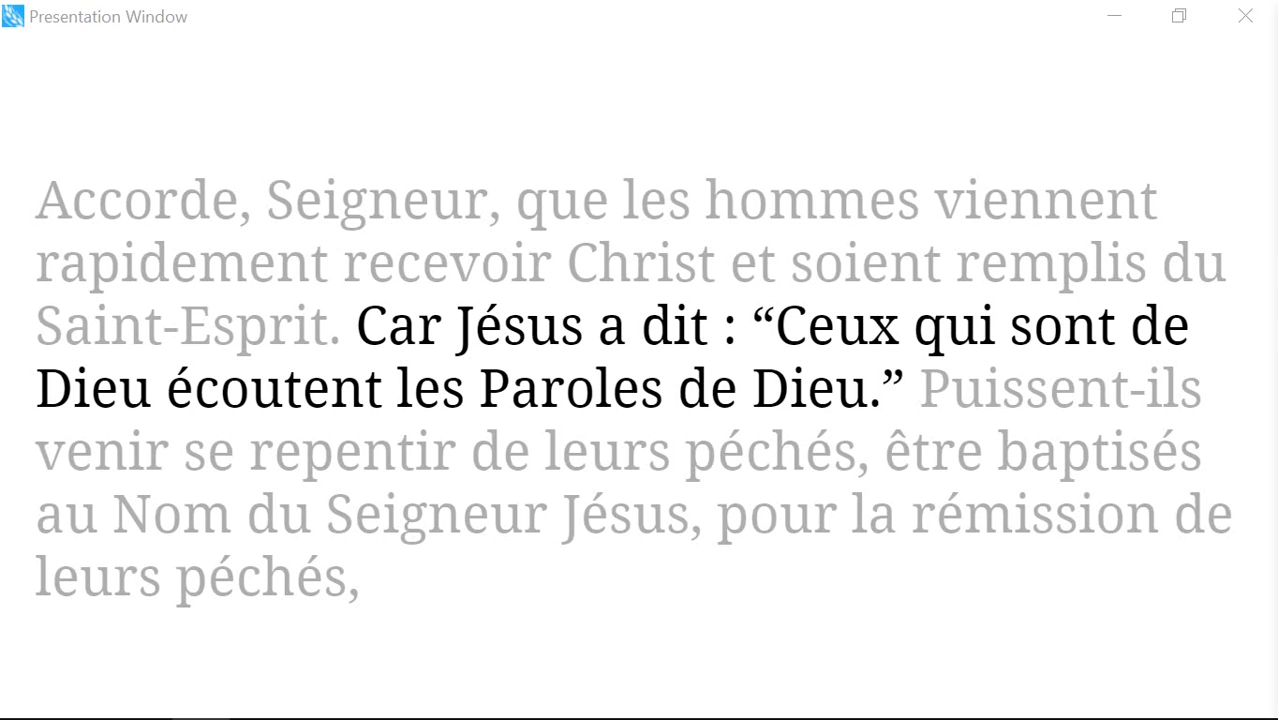 Presentation Window
Accorde, Seigneur, que les hommes viennent
rapidement recevoir Christ et soient remplis du
Saint-Esprit. Car Jésus a dit : “Ceux qui sont de
Dieu écoutent les Paroles de Dieu.” Puissent-ils
venir se repentir de leurs péchés, être baptisés
au Nom du Seigneur Jésus, pour la rémission de
leurs péchés,